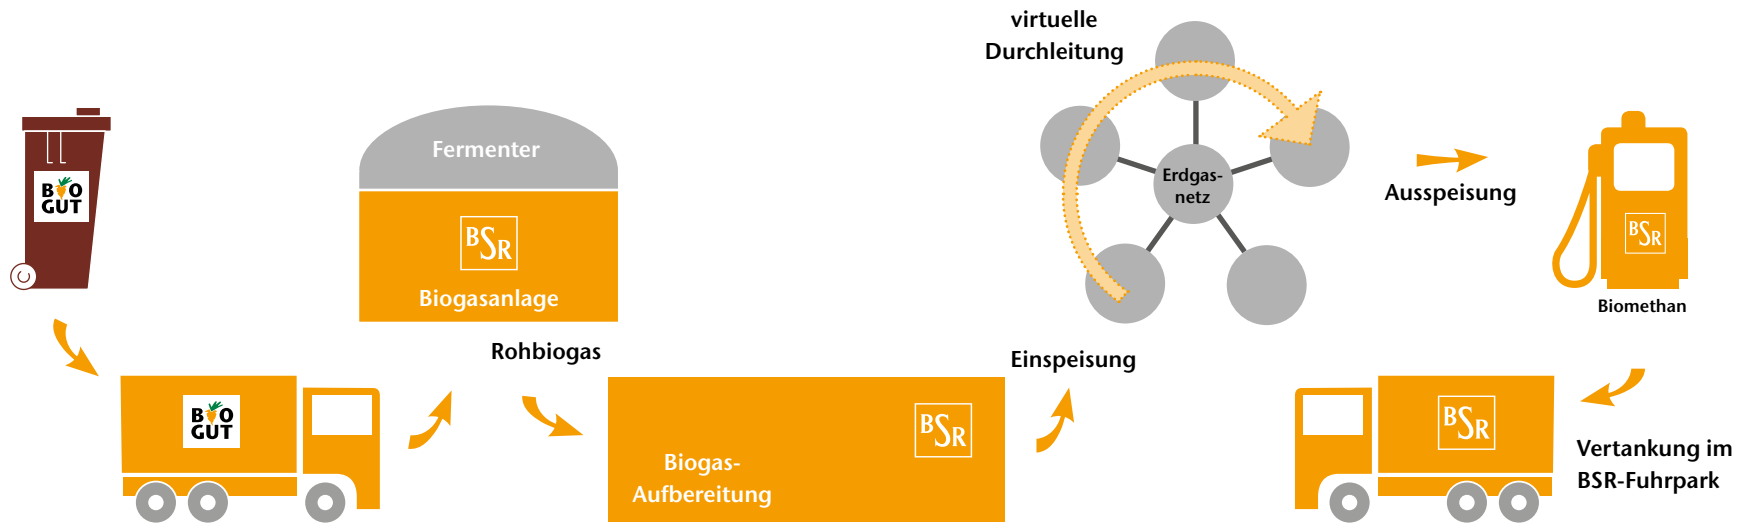 BIO
GUT
BIO
GUT
Fermenter
BSR
Biogasanlage
Rohbiogas
BSR
Biogas-
Aufbereitung
Einspeisung
virtuelle
Durchleitung
Erdgas-
netz
Ausspeisung
BSR
Biomethan
BSR
Vertankung im
BSR-Fuhrpark